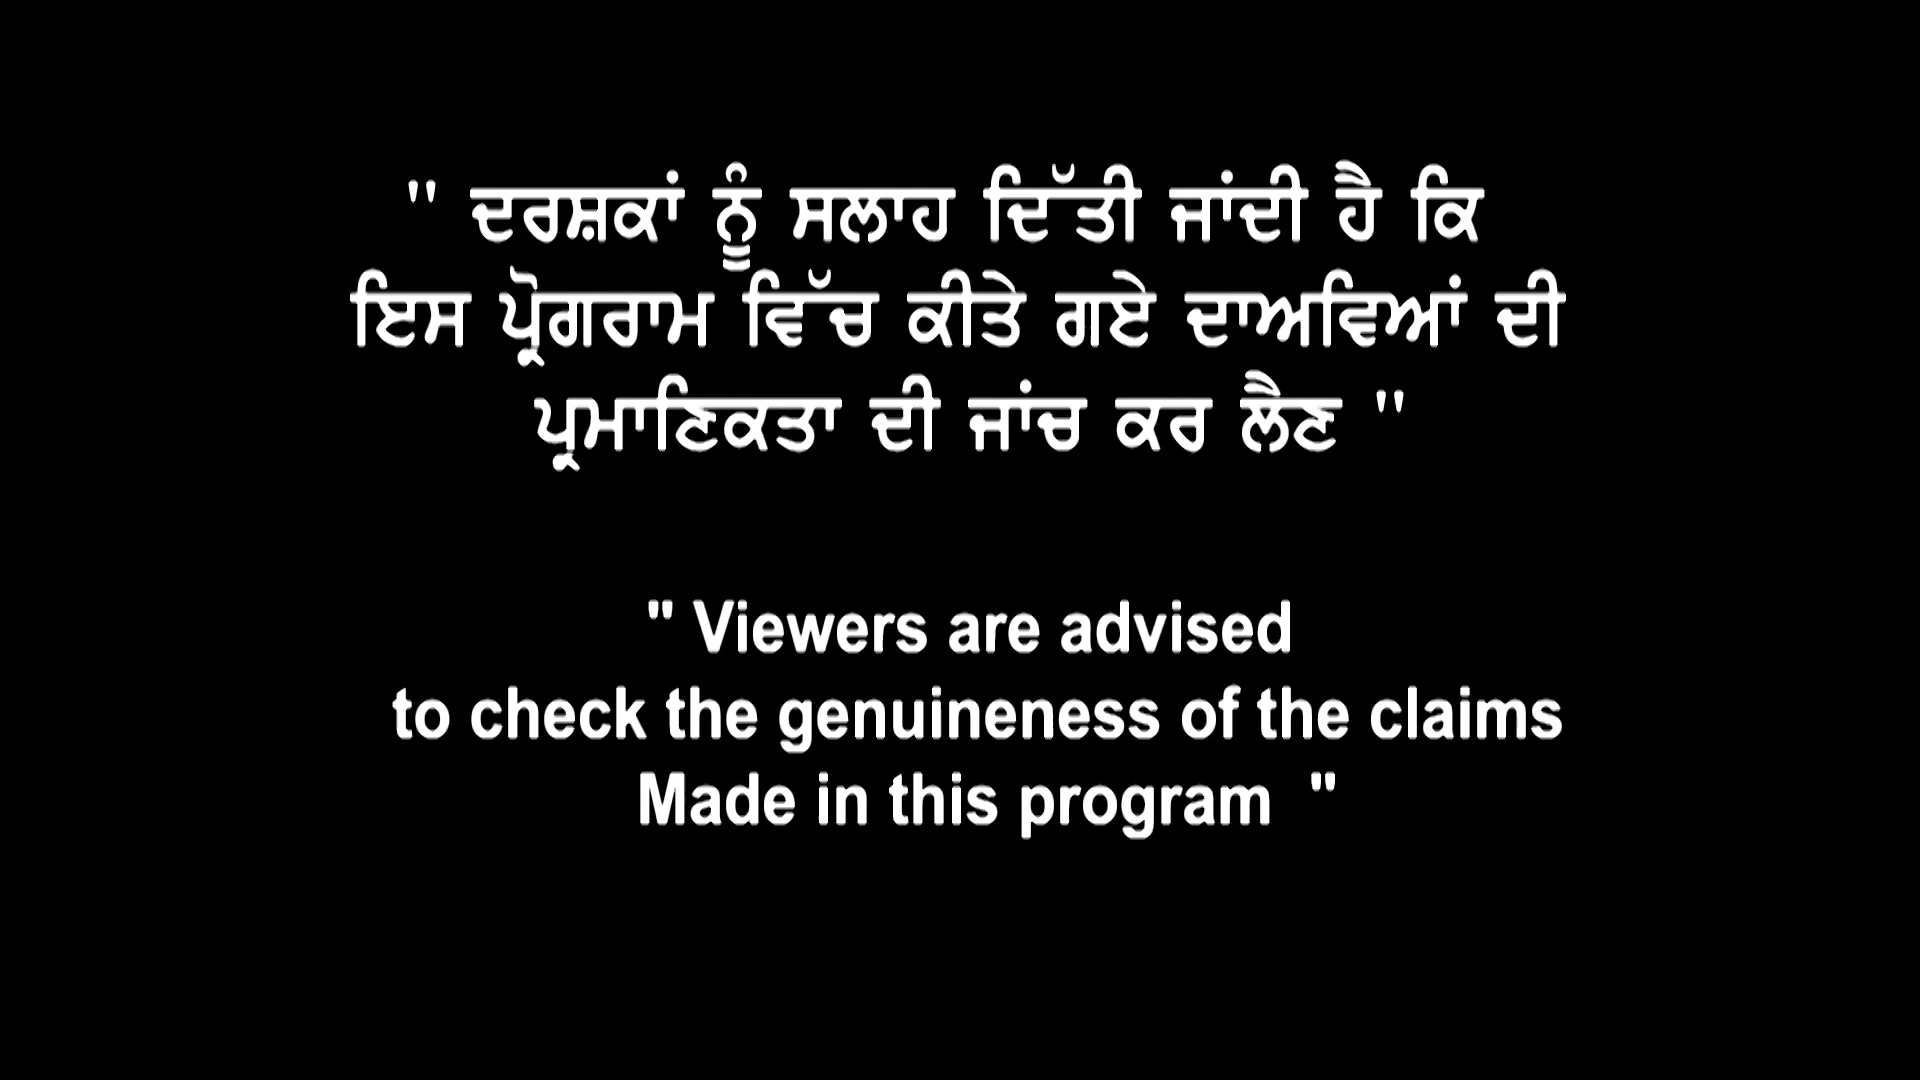 " ਦਰਸ਼ਕਾਂ ਨੂੰ ਸਲਾਹ ਦਿੱਤੀ ਜਾਂਦੀ ਹੈ ਕਿ
ਇਸ ਪ੍ਰੋਗਰਾਮ ਵਿੱਚ ਕੀਤੇ ਗਏ ਦਾਅਵਿਆਂ ਦੀ
ਪ੍ਰਮਾਣਿਕਤਾ ਦੀ ਜਾਂਚ ਕਰ ਲੈਣ "
" Viewers are advised
to check the genuineness of the claims
Made in this program "